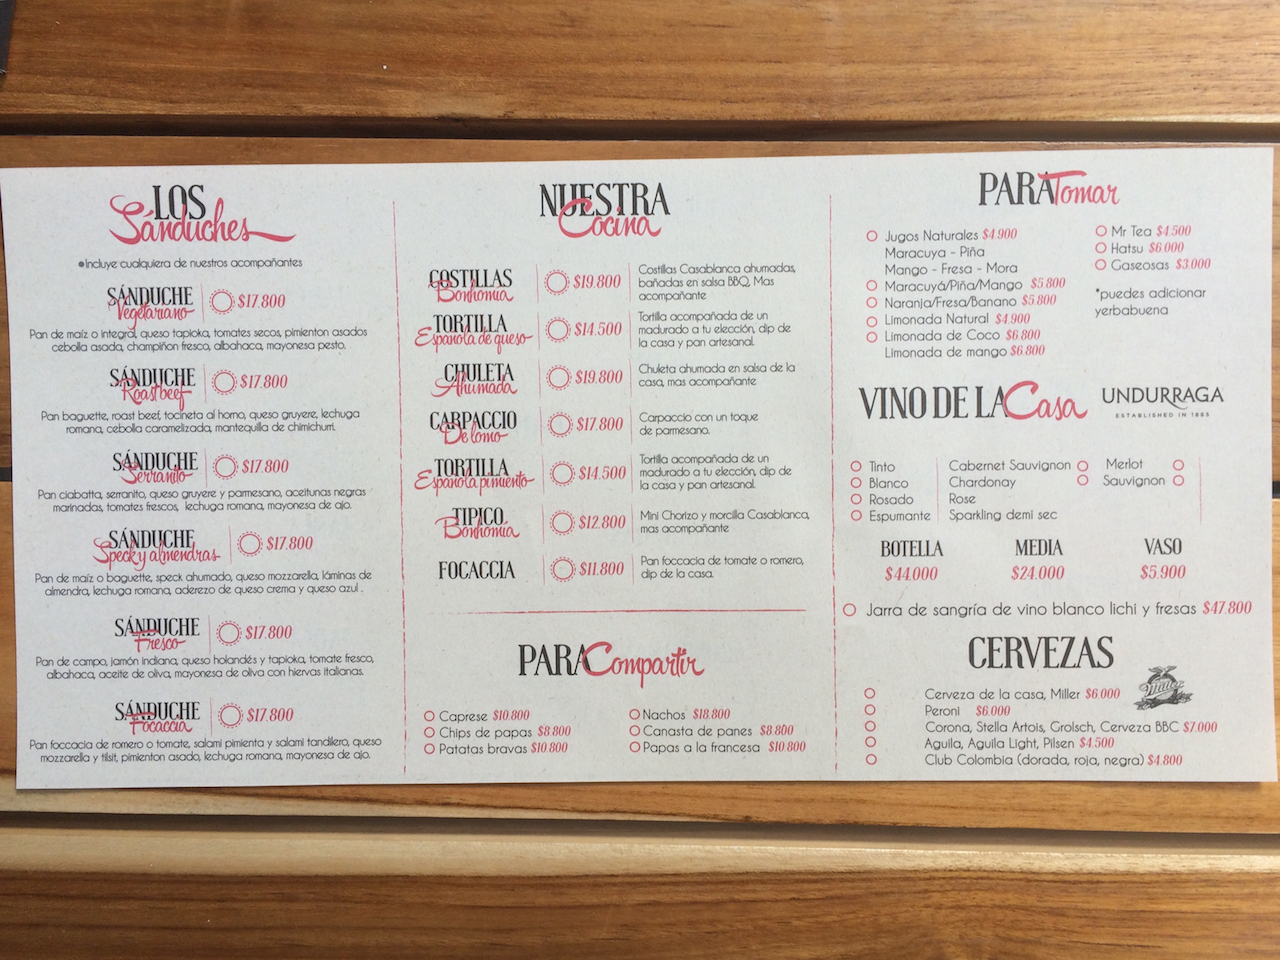 LOS
Sánduches
•Incluye cualquiera de nuestros acompañantes
SÁNDUCHE
Vegetariano
$17.800
Pan de maíz o integral, queso tapioka, tomates secos, pimienton asados
cebolla asada, champiñon fresco, albahaca, mayonesa pesto.
SÁNDUCHE
Roastbeef
$17.800
Pan baguette, roast beef, tocineta al horno, queso gruyere, lechuga
romana, cebolla caramelizada, mantequilla de chimichurri.
SÁNDUCHE
Serranito
$17.800
Pan ciabatta, serranito, queso gruyere y parmesano, aceitunas negras
marinadas, tomates frescos, lechuga romana, mayonesa de ajo.
SÁNDUCHE
Speck y almendras
$17.800
Pan de maíz o baguette, speck ahumado, queso mozzarella, láminas de
almendra, lechuga romana, aderezo de queso crema y queso azul .
SÁNDUCHE
Fresco
$17.800
Pan de campo, jamón indiana, queso holandés y tapioka, tomate fresco,
albahaca, aceite de oliva, mayonesa de oliva con hiervas italianas.
SÁNDUCHE
Focaccia
$17.800
Pan foccacia de romero o tomate, salami pimienta y salami tandilero, queso
mozzarella y tilsit, pimienton asado, lechuga romana, mayonesa de ajo.
NUESTRA
Cocina
COSTILLAS
Bonhomia
$19.800
Costillas Casablanca ahumadas,
bañadas en salsa BBQ, Mas
acompañante
TORTILLA
Española de queso
$14.500
Tortilla acompañada de un
madurado a tu elección, dip de
la casa y pan artesanal.
CHULETA
Ahumada
$19.800
Chuleta ahumada en salsa de la
casa, mas acompañante
CARPACCIO
De lomo
$17.800
Carpaccio con un toque
de parmesano.
TORTILLA
Española pimiento
$14.500
Tortilla acompañada de un
madurado a tu elección, dip de
la casa y pan artesanal.
TIPICO
Bonhomia
$12.800
Mini Chorizo y morcilla Casablanca,
mas acompañante
FOCACCIA
$11.800
Pan foccacia de tomate o romero,
dip de la casa.
PARA Compartir
Caprese $10.800
Chips de papas $8.800
Patatas bravas $10.800
Nachos $18.800
Canasta de panes $8.800
Papas a la francesa $10.800
PARA Tomar
Jugos Naturales $4.900
Maracuya - Piña
Mango - Fresa - Mora
Maracuyá/Piña/Mango $5.800
Naranja/Fresa/Banano $5.800
Limonada Natural $4.900
Limonada de Coco $6.800
Limonada de mango $6.800
Mr Tea $4.500
Hatsu $6.000
Gaseosas $3.000
*puedes adicionar
yerbabuena
VINO DE LA Casa
UNDURRAGA
ESTABLISHED IN 1885
Tinto Cabernet Sauvignon Merlot
Blanco Chardonay Sauvignon
Rosado Rose
Espumante Sparkling demi sec
BOTELLA MEDIA VASO
$44.000 $24.000 $5.900
Jarra de sangría de vino blanco lichi y fresas $47.800
CERVEZAS
Miller
Cerveza de la casa, Miller $6.000
Peroni $6.000
Corona, Stella Artois, Grolsch, Cerveza BBC $7.000
Aguila, Aguila Light, Pilsen $4.500
Club Colombia (dorada, roja, negra) $4.800